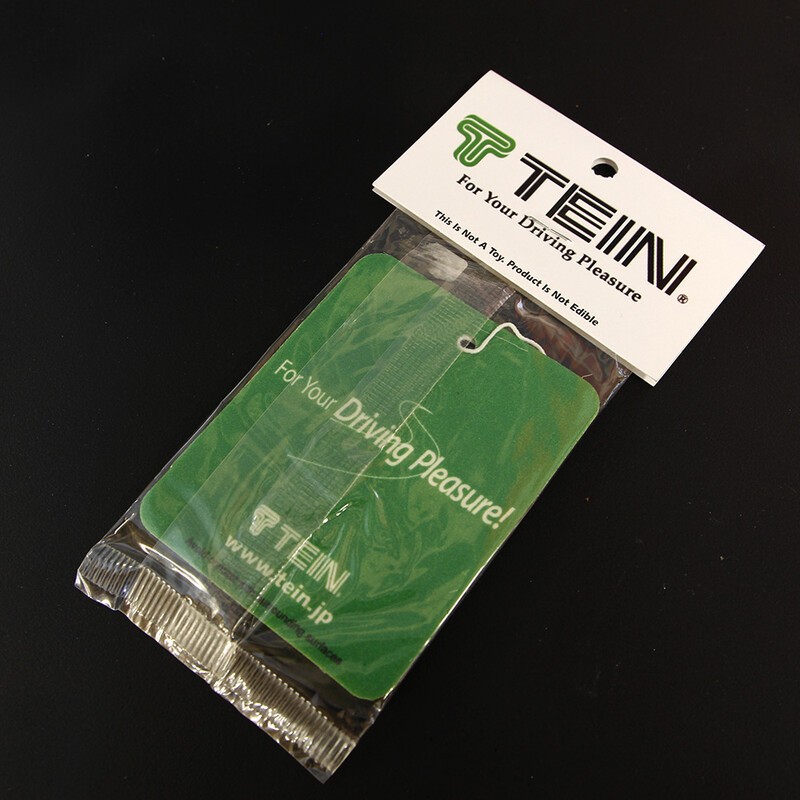 TEIN®
For Your Driving Pleasure
This Is Not A Toy. Product Is Not Edible
For Your Driving Pleasure!
TEIN
www.tein.jp
surfaces